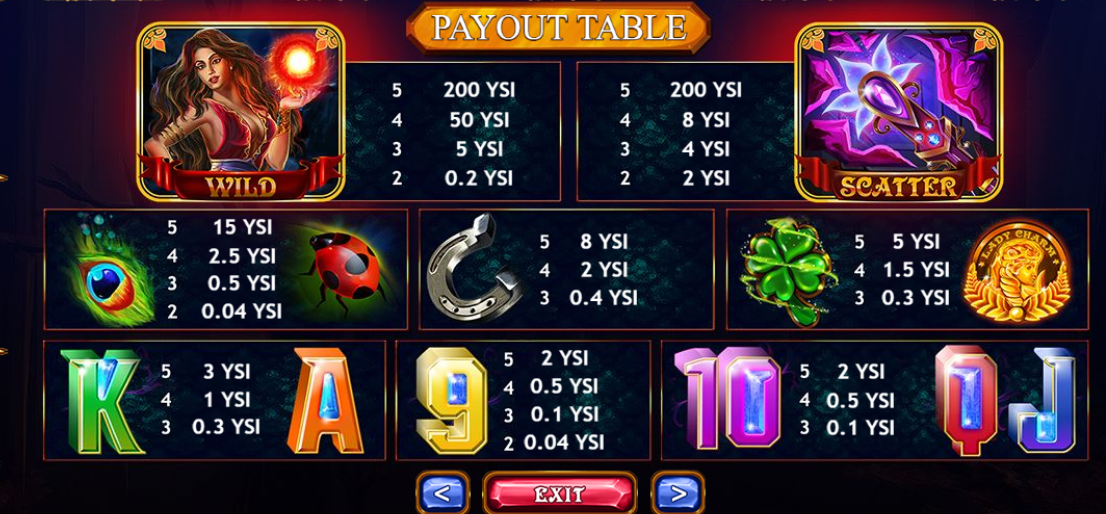 PAYOUT TABLE
WILD
5 200 YSI
4 50 YSI
3 5 YSI
2 0.2 YSI
5 200 YSI
4 8 YSI
3 4 YSI
2 2 YSI
SCATTER
5 15 YSI
4 2.5 YSI
3 0.5 YSI
2 0.04 YSI
5 8 YSI
4 2 YSI
3 0.4 YSI
5 5 YSI
4 1.5 YSI
3 0.3 YSI
LADY CHARM
K
5 3 YSI
4 1 YSI
3 0.3 YSI
A
9
5 2 YSI
4 0.5 YSI
3 0.1 YSI
2 0.04 YSI
10
5 2 YSI
4 0.5 YSI
3 0.1 YSI
Q J
< EXIT >